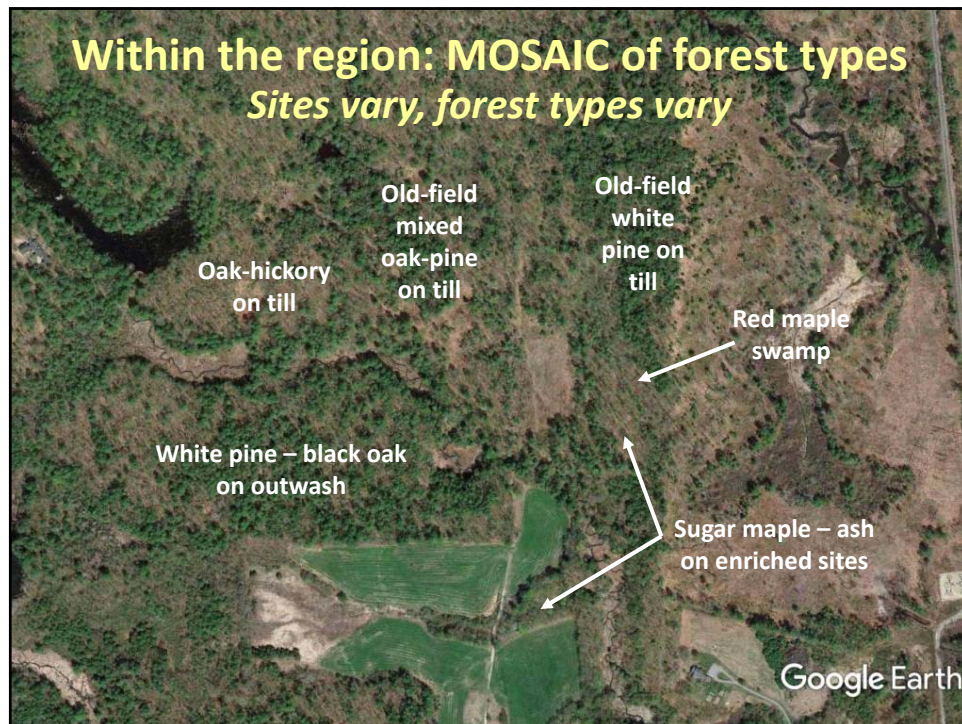 Within the region: MOSAIC of forest types
Sites vary, forest types vary
Oak-hickory
on till
Old-field
mixed
oak-pine
on till
Old-field
white
pine on
till
Red maple
swamp
White pine – black oak
on outwash
Sugar maple – ash
on enriched sites
Google Earth